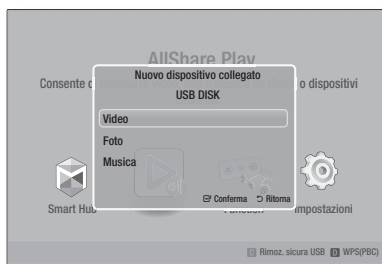 AllShare Play
Nuovo dispositivo collegato
Consente d o dispositivi
USB DISK
Video
Foto
Musica
Conferma Ritorna
Smart Hub Function Impostazioni
C Rimoz. sicura USB D WPS(PBC)